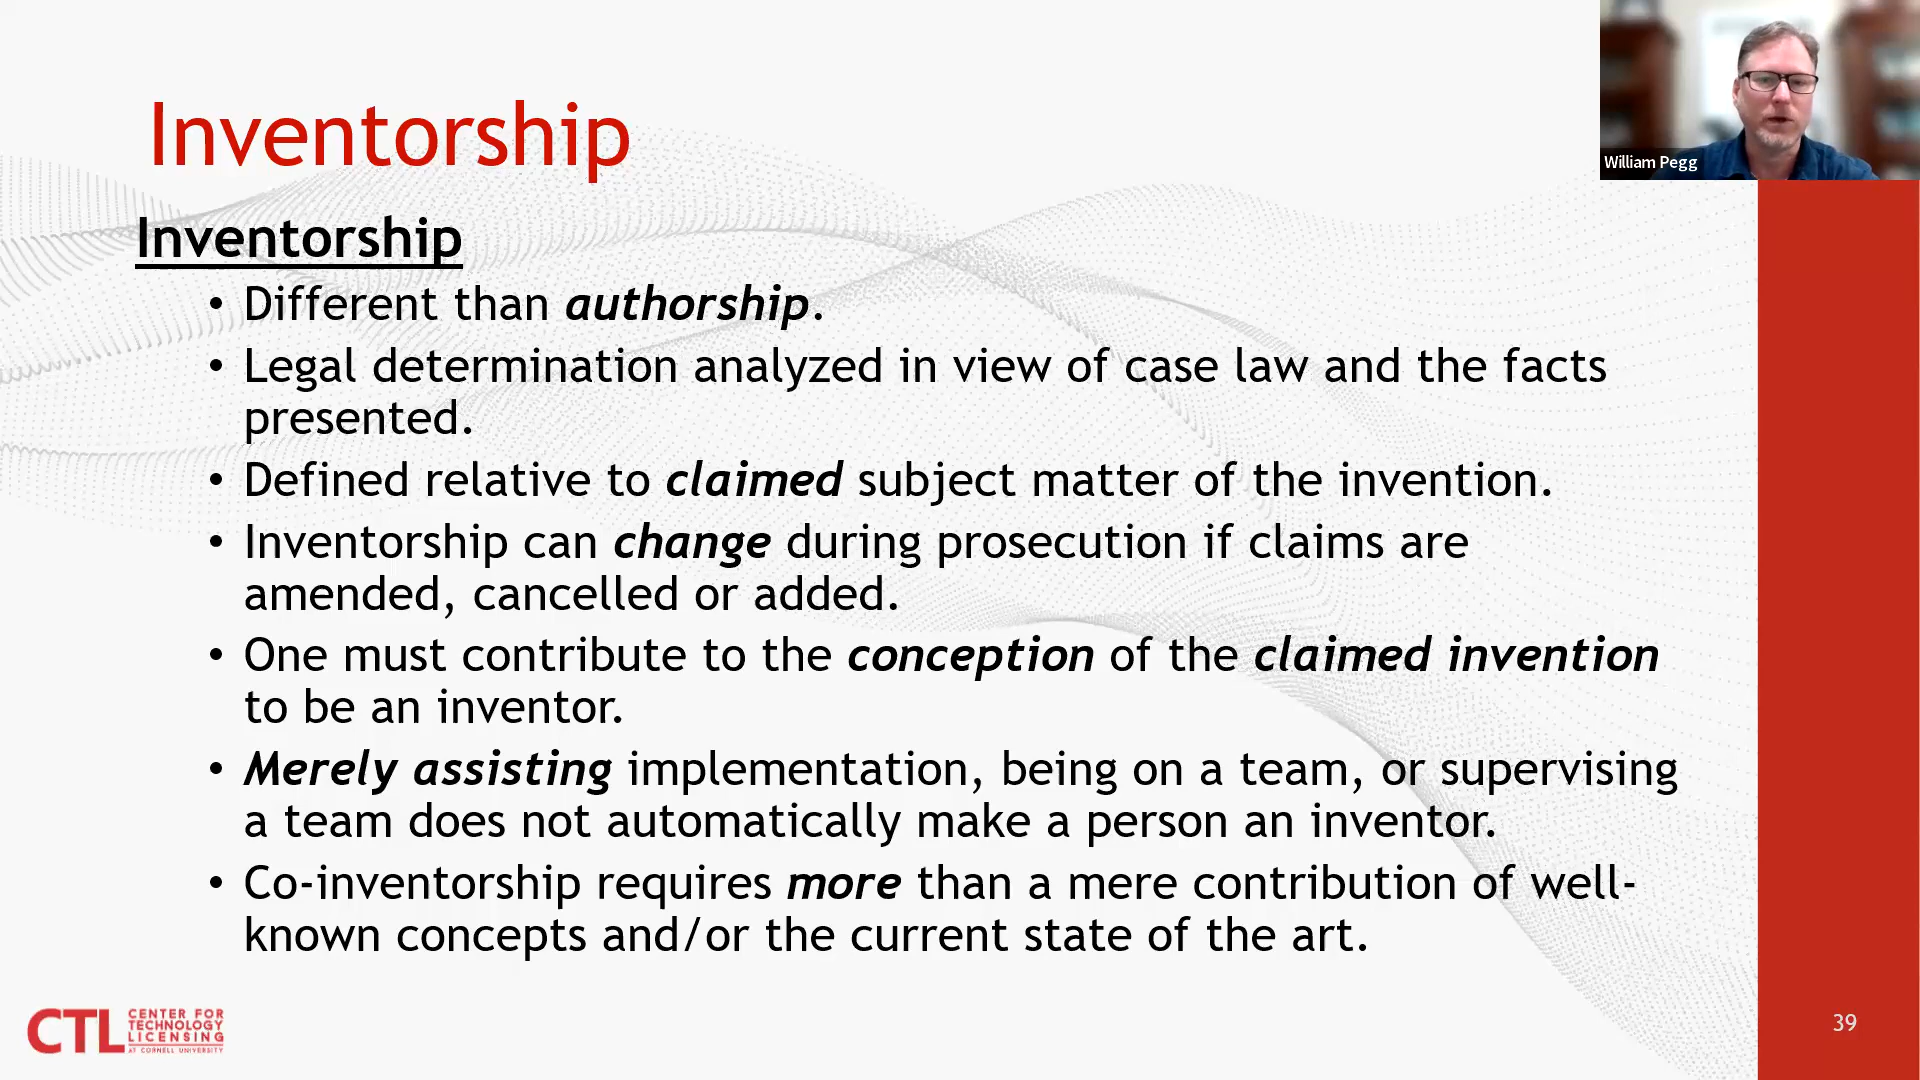 William Pegg
Inventorship
Inventorship
• Different than authorship.
• Legal determination analyzed in view of case law and the facts
presented.
• Defined relative to claimed subject matter of the invention.
• Inventorship can change during prosecution if claims are
amended, cancelled or added.
• One must contribute to the conception of the claimed invention
to be an inventor.
• Merely assisting implementation, being on a team, or supervising
a team does not automatically make a person an inventor.
• Co-inventorship requires more than a mere contribution of well-
known concepts and/or the current state of the art.
CTL
CENTER FOR
TECHNOLOGY
LICENSING
AT CORNELL UNIVERSITY
39